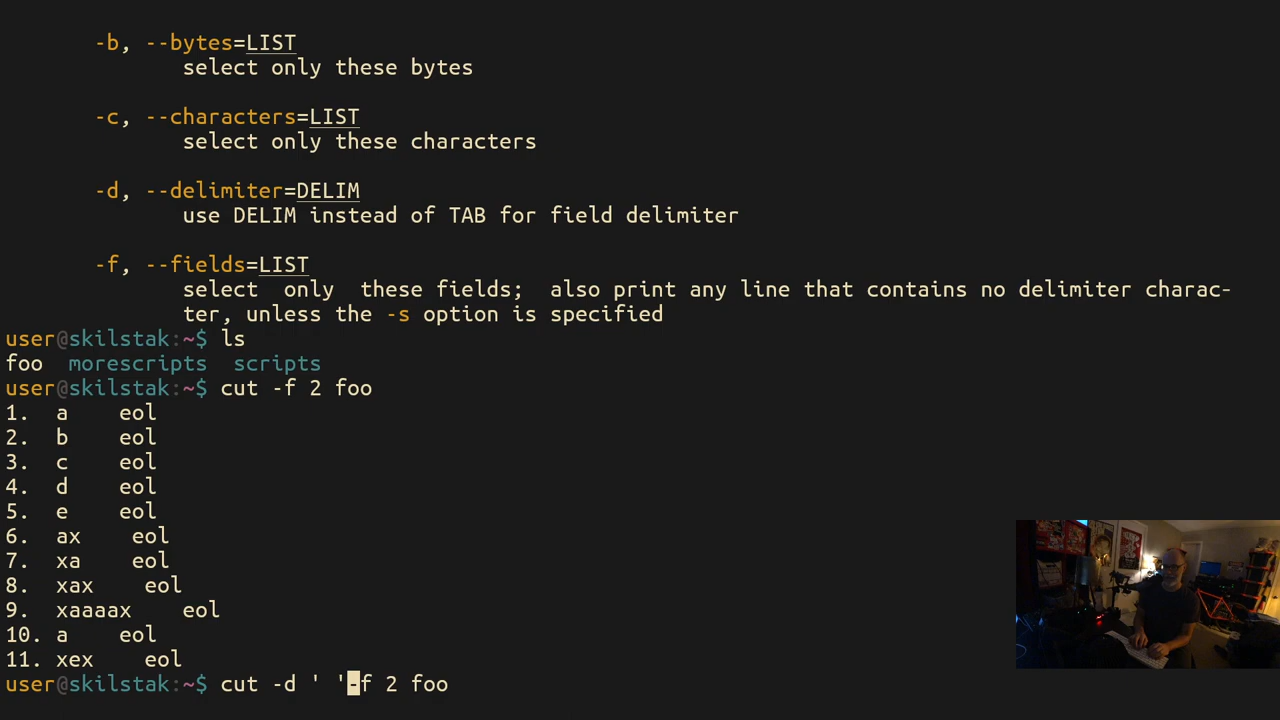 -b, --bytes=LIST
select only these bytes
-c, --characters=LIST
select only these characters
-d, --delimiter=DELIM
use DELIM instead of TAB for field delimiter
-f, --fields=LIST
select  only  these fields;  also print any line that contains no delimiter charac-
ter, unless the -s option is specified
user@skilstak:~$ ls
foo  morescripts  scripts
user@skilstak:~$ cut -f 2 foo
1.  a    eol
2.  b    eol
3.  c    eol
4.  d    eol
5.  e    eol
6.  ax    eol
7.  xa    eol
8.  xax    eol
9.  xaaaax    eol
10. a    eol
11. xex    eol
user@skilstak:~$ cut -d ' '-f 2 foo